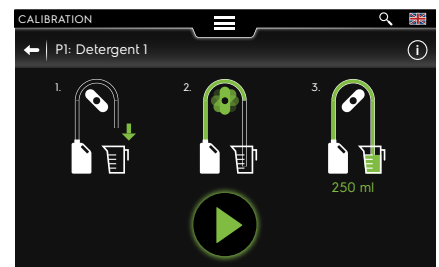 CALIBRATION
P1: Detergent 1
1.
2.
3.
250 ml